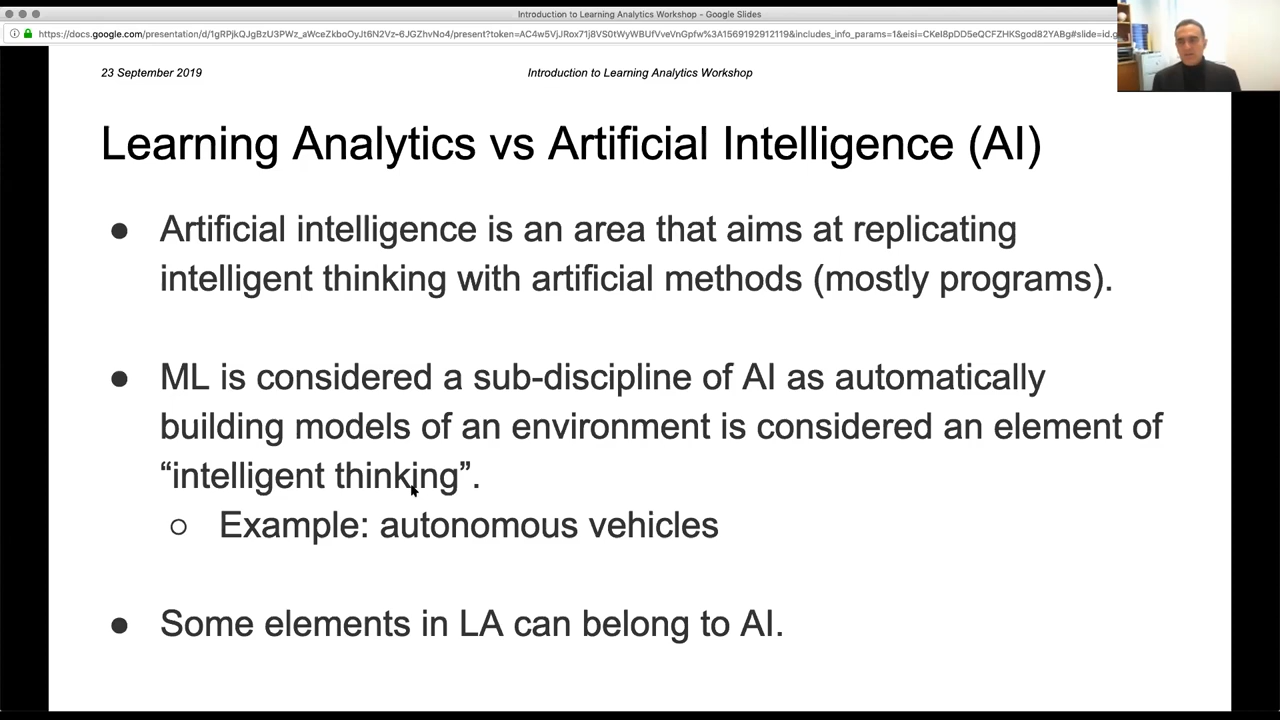 Introduction to Learning Analytics Workshop - Google Slides
23 September 2019
Introduction to Learning Analytics Workshop
Learning Analytics vs Artificial Intelligence (AI)
● Artificial intelligence is an area that aims at replicating
intelligent thinking with artificial methods (mostly programs).
● ML is considered a sub-discipline of AI as automatically
building models of an environment is considered an element of
“intelligent thinking”.
○ Example: autonomous vehicles
● Some elements in LA can belong to AI.